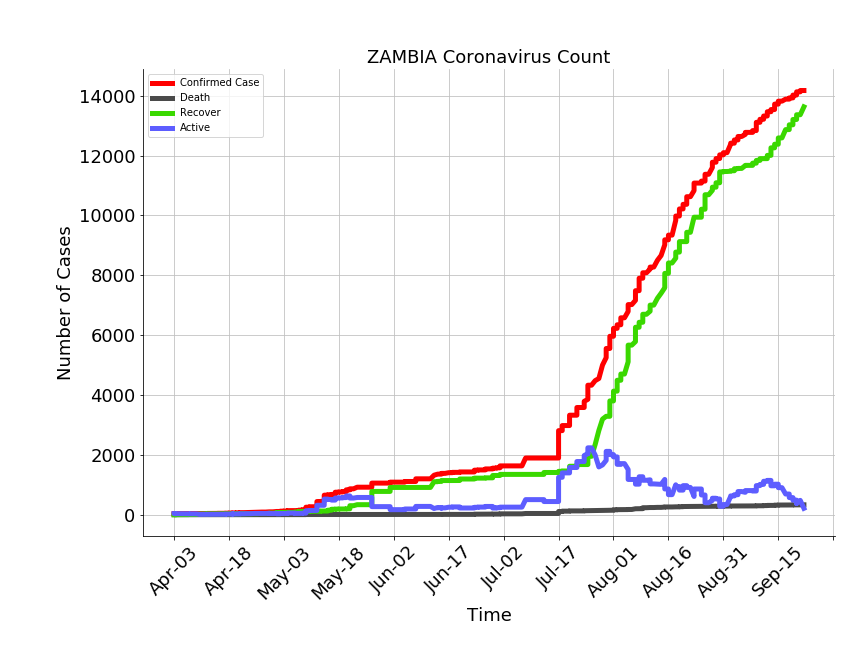 ZAMBIA Coronavirus Count
Confirmed Case
Death
Recover
Active
14000
12000
10000
8000
6000
4000
2000
0
Number of Cases
Apr-03
Apr-18
May-03
May-18
Jun-02
Jun-17
Jul-02
Jul-17
Aug-01
Aug-16
Aug-31
Sep-15
Time